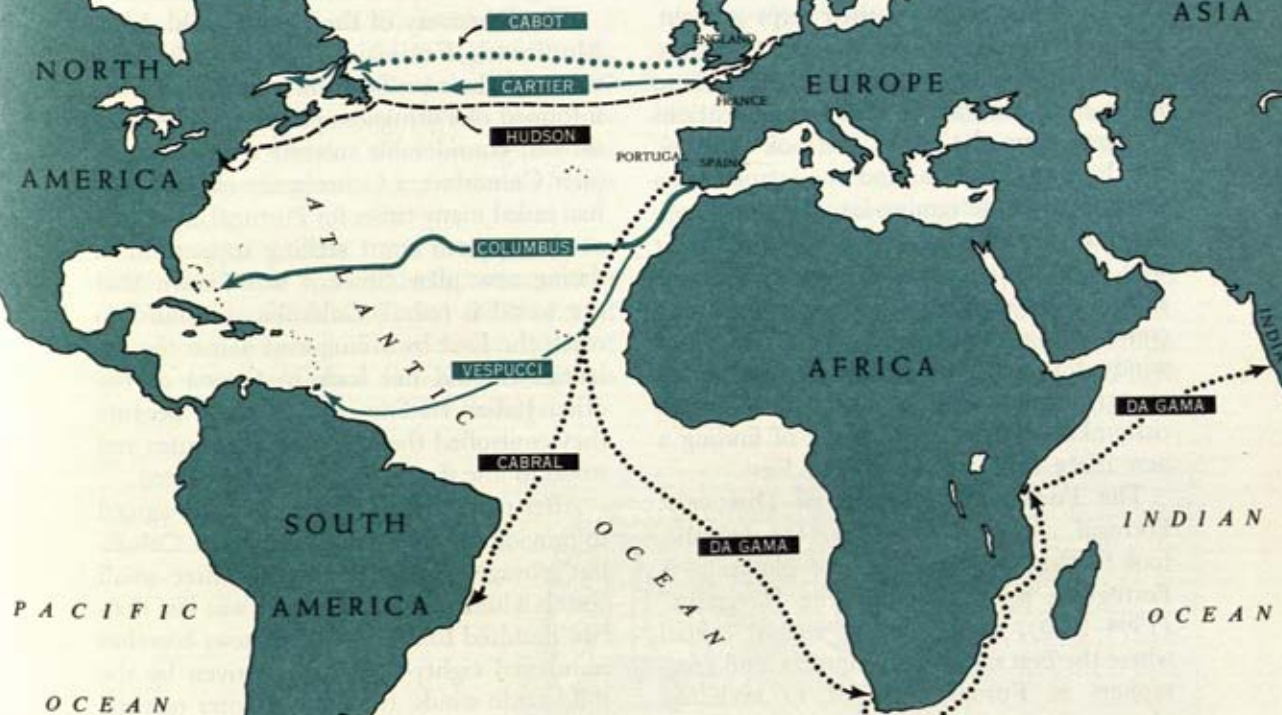 CABOT
ASIA
ENGLAND
NORTH
CARTIER
EUROPE
FRANCE
HUDSON
PORTUGAL
SPAIN
AMERICA
ATLANTIC
COLUMBUS
VESPUCCI
AFRICA
DA GAMA
CABRAL
SOUTH
OCEAN
INDIAN
DA GAMA
PACIFIC
AMERICA
OCEAN
OCEAN